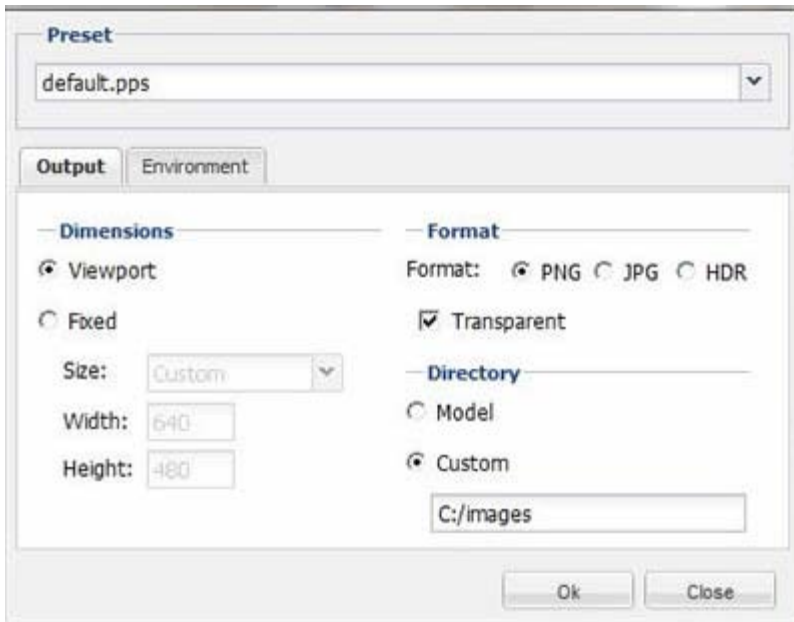 Preset
default.pps
Output Environment
Dimensions
Viewport
Fixed
Size: Custom
Width: 640
Height: 480
Format
Format: PNG JPG HDR
Transparent
Directory
Model
Custom
C:/images
Ok Close